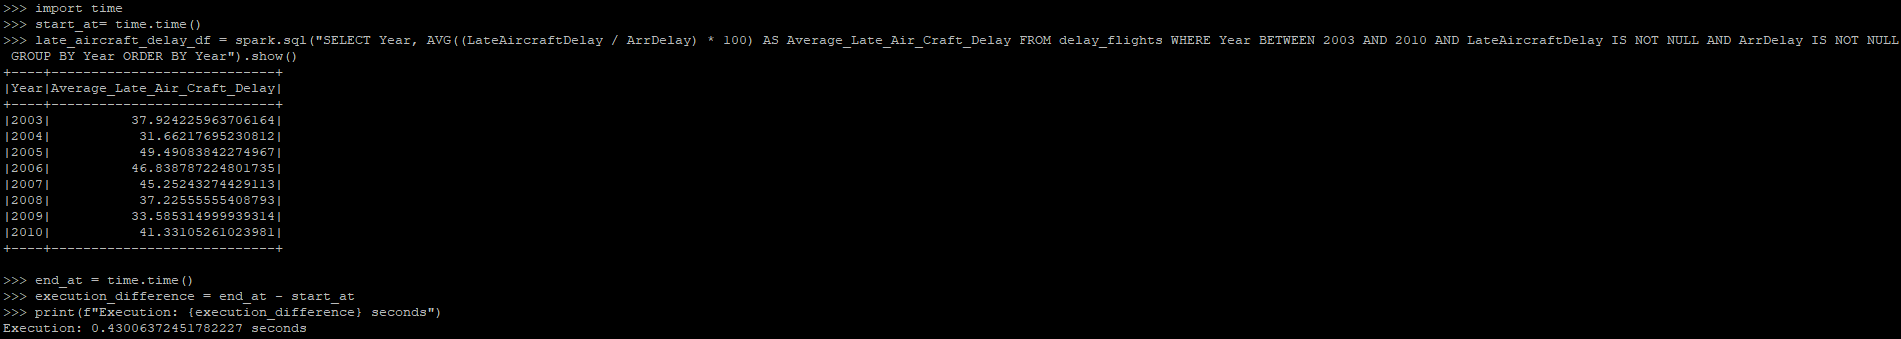 >>> import time
>>> start_at= time.time()
>>> late_aircraft_delay_df = spark.sql("SELECT Year, AVG((LateAircraftDelay / ArrDelay) * 100) AS Average_Late_Air_Craft_Delay FROM delay_flights WHERE Year BETWEEN 2003 AND 2010 AND LateAircraftDelay IS NOT NULL AND ArrDelay IS NOT NULL
 GROUP BY Year ORDER BY Year").show()
+----+----------------------------+
|Year|Average_Late_Air_Craft_Delay|
+----+----------------------------+
|2003|          37.924225963706164|
|2004|           31.66217695230812|
|2005|           49.49083842274967|
|2006|          46.838787224801735|
|2007|           45.25243274429113|
|2008|           37.22555555408793|
|2009|          33.585314999939314|
|2010|           41.33105261023981|
+----+----------------------------+
>>> end_at = time.time()
>>> execution_difference = end_at - start_at
>>> print(f"Execution: {execution_difference} seconds")
Execution: 0.43006372451782227 seconds